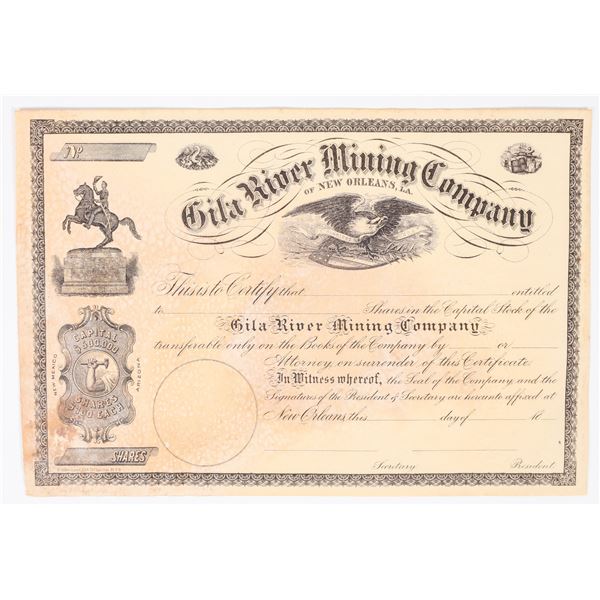 No
Gila River Mining Company
OF NEW ORLEANS, LA.
This is to Certify that entitled
to Shares in the Capital Stock of the
Gila River Mining Company
transferable only on the Books of the Company by or
Attorney, on surrender of this Certificate.
In Witness whereof, the Seal of the Company, and the
Signatures of the President & Secretary are hereunto affixed at
New Orleans, this day of 18
Secretary President
CAPITAL
NEW MEXICO
ARIZONA
SHARES
EACH
SHARES